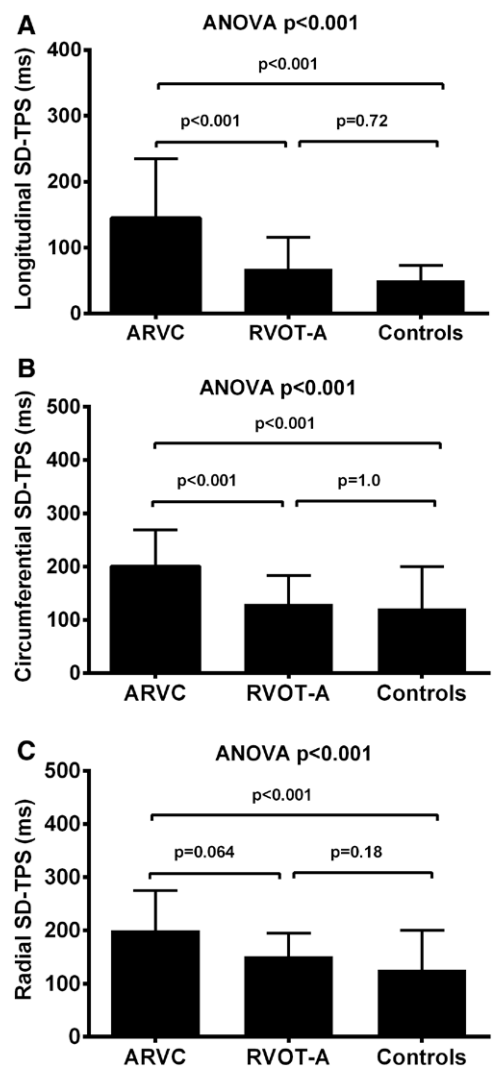 A
ANOVA p<0.001
Longitudinal SD-TPS (ms)
400
300
200
100
0
p<0.001
p<0.001
p=0.72
ARVC
RVOT-A
Controls
B
ANOVA p<0.001
Circumferential SD-TPS (ms)
500
400
300
200
100
0
p<0.001
p<0.001
p=1.0
ARVC
RVOT-A
Controls
C
ANOVA p<0.001
Radial SD-TPS (ms)
500
400
300
200
100
0
p<0.001
p=0.064
p=0.18
ARVC
RVOT-A
Controls